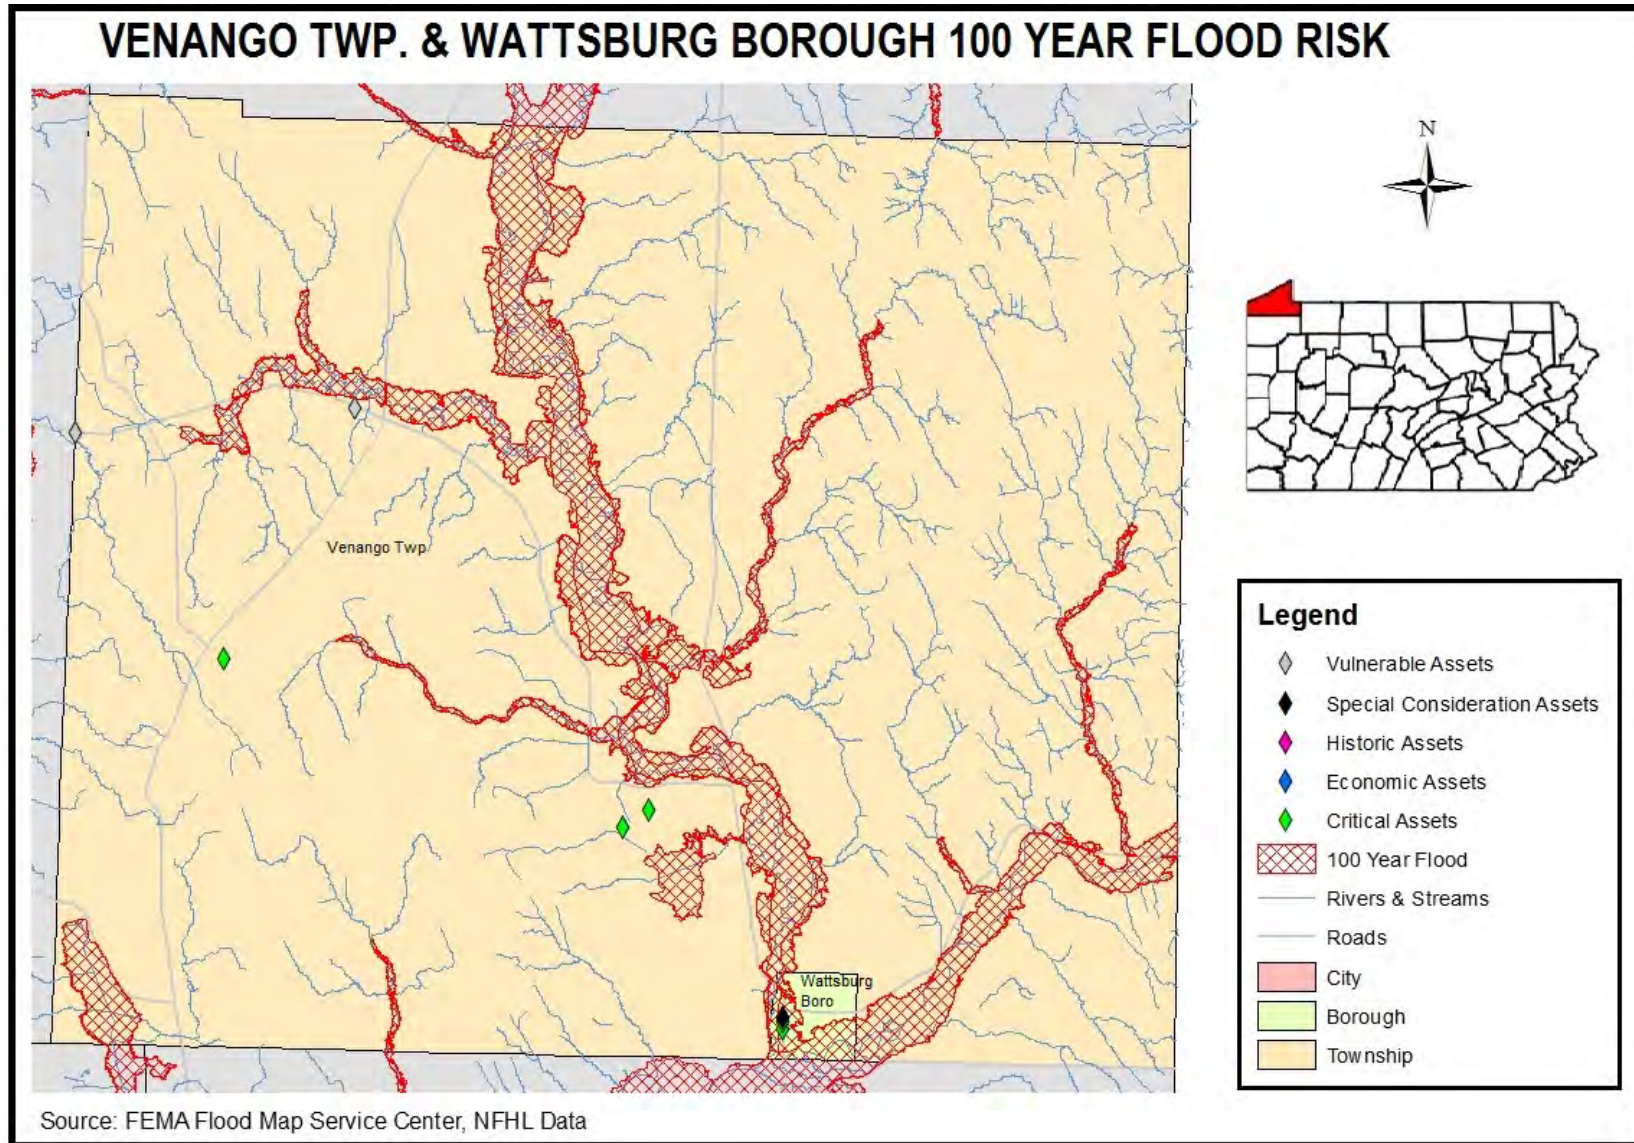 VENANGO TWP. & WATTSBURG BOROUGH 100 YEAR FLOOD RISK
N
Venango Twp
Wattsburg
Boro
Legend
Vulnerable Assets
Special Consideration Assets
Historic Assets
Economic Assets
Critical Assets
100 Year Flood
Rivers & Streams
Roads
City
Borough
Township
Source: FEMA Flood Map Service Center, NFHL Data